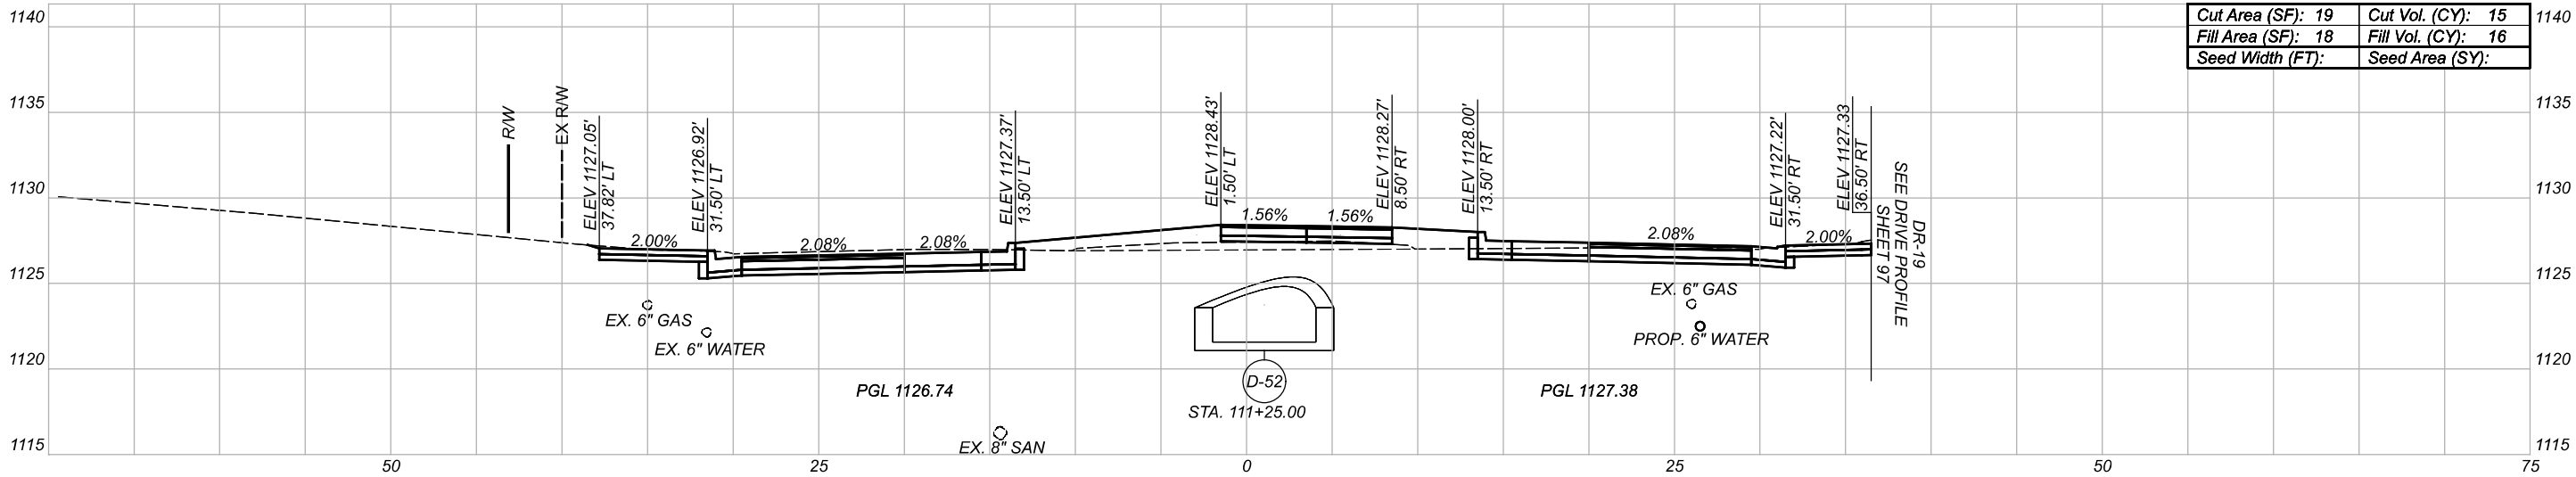 1140
1140
Cut Area (SF): 19 Cut Vol. (CY): 15
Fill Area (SF): 18 Fill Vol. (CY): 16
Seed Width (FT): Seed Area (SY):
1135
1135
R/W
EX R/W
ELEV 1127.05'
37.82' LT
ELEV 1126.92'
31.50' LT
ELEV 1127.37'
13.50' LT
ELEV 1128.43'
1.50' LT
ELEV 1128.27'
8.50' RT
ELEV 1128.00'
13.50' RT
ELEV 1127.22'
31.50' RT
ELEV 1127.33
36.50' RT
DR-19
SEE DRIVE PROFILE
SHEET 97
1130
1130
2.00%
2.08%
2.08%
1.56%
1.56%
2.08%
2.00%
1125
1125
EX. 6" GAS
EX. 6" WATER
EX. 6" GAS
PROP. 6" WATER
1120
1120
D-52
PGL 1126.74
PGL 1127.38
STA. 111+25.00
EX. 8" SAN
1115
1115
50
25
0
25
50
75